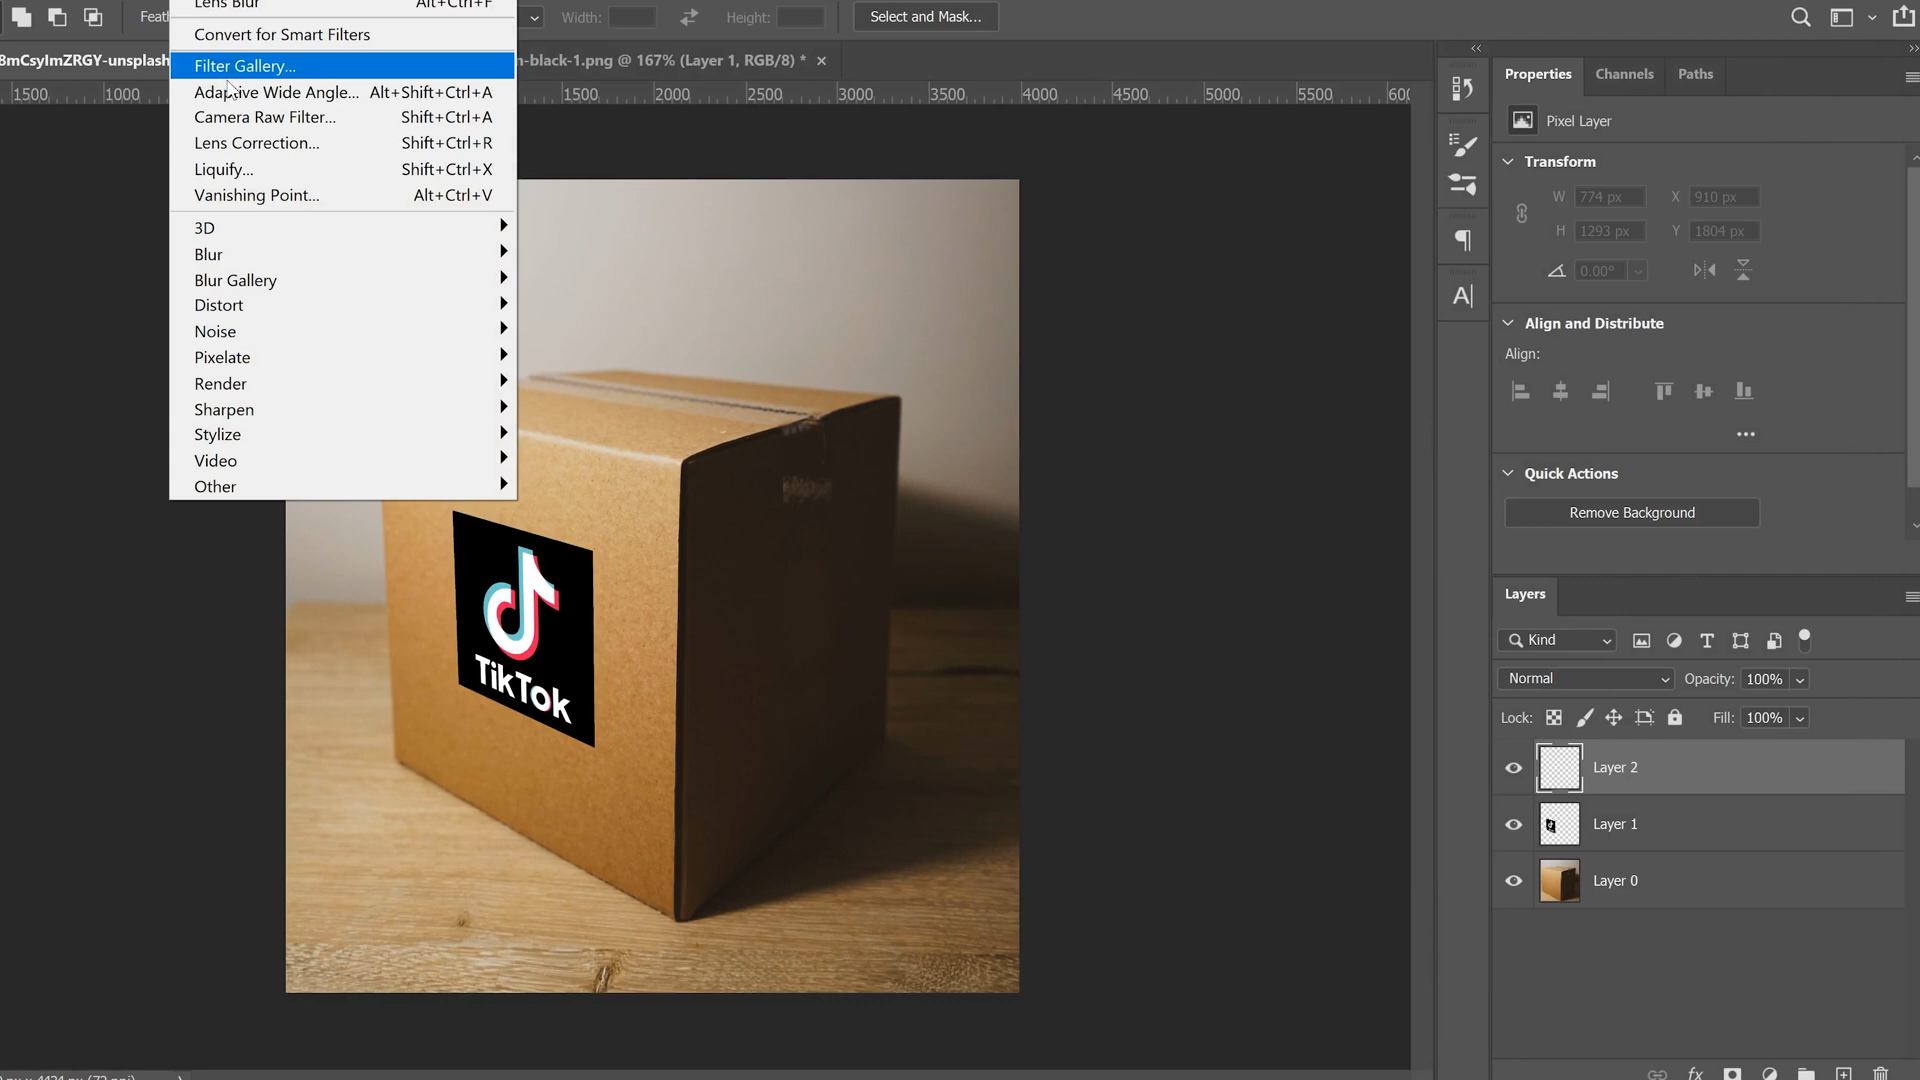 Lens Blur Alt+Ctrl+F
Feath
Width:
Height:
Select and Mask...
Convert for Smart Filters
8mCsyImZRGY-unsplash
n-black-1.png @ 167% (Layer 1, RGB/8) * ×
Filter Gallery...
1500 1000 1500 2000 2500 3000 3500 4000 4500 5000 5500 600
Adaptive Wide Angle... Alt+Shift+Ctrl+A
Camera Raw Filter... Shift+Ctrl+A
Lens Correction... Shift+Ctrl+R
Liquify... Shift+Ctrl+X
Vanishing Point... Alt+Ctrl+V
3D
Blur
Blur Gallery
Distort
Noise
Pixelate
Render
Sharpen
Stylize
Video
Other
TikTok
Properties Channels Paths
Pixel Layer
Transform
W 774 px X 910 px
H 1293 px Y 1804 px
0.00°
Align and Distribute
Align:
Quick Actions
Remove Background
Layers
Kind
Normal Opacity: 100%
Lock: Fill: 100%
Layer 2
Layer 1
Layer 0